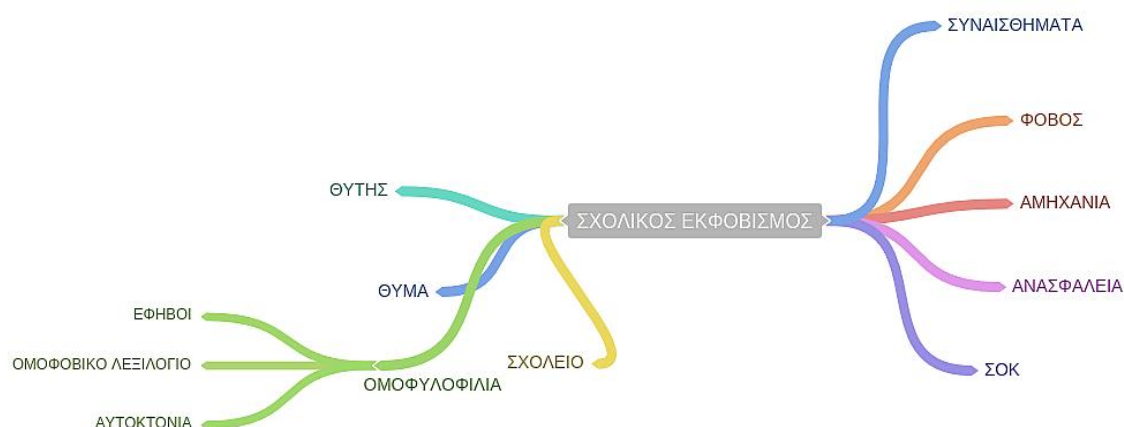 ΣΥΝΑΙΣΘΗΜΑΤΑ
ΦΟΒΟΣ
ΘΥΤΗΣ
ΑΜΗΧΑΝΙΑ
ΣΧΟΛΙΚΟΣ ΕΚΦΟΒΙΣΜΟΣ
ΘΥΜΑ
ΑΝΑΣΦΑΛΕΙΑ
ΕΦΗΒΟΙ
ΟΜΟΦΟΒΙΚΟ ΛΕΞΙΛΟΓΙΟ
ΣΧΟΛΕΙΟ
ΣΟΚ
ΟΜΟΦΥΛΟΦΙΛΙΑ
ΑΥΤΟΚΤΟΝΙΑ